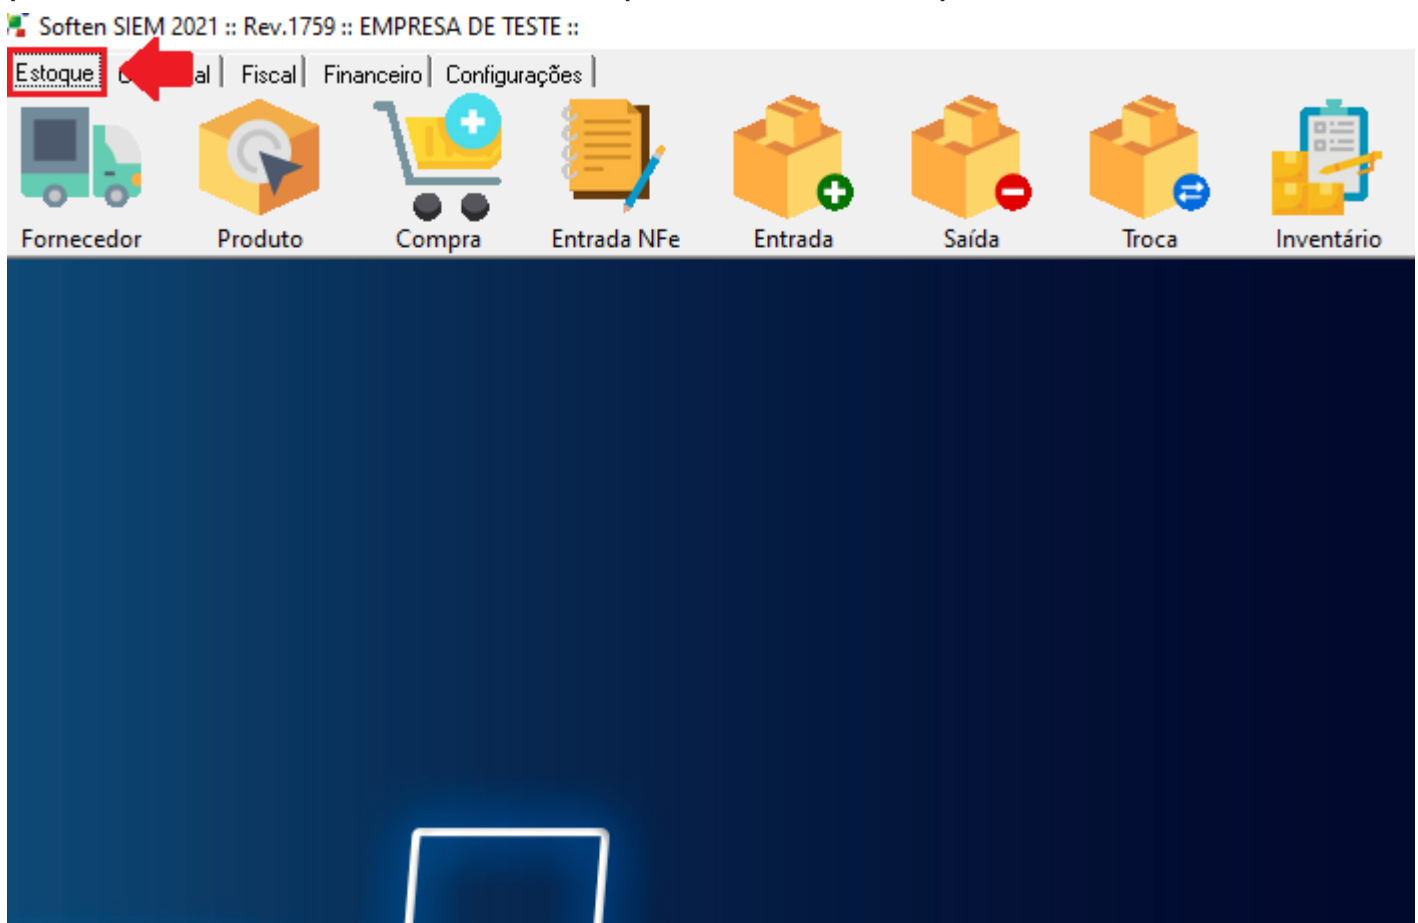 Soften SIEM 2021 :: Rev.1759 :: EMPRESA DE TESTE ::
Estoque al Fiscal Financeiro Configurações
Fornecedor Produto Compra Entrada NFe Entrada Saída Troca Inventário